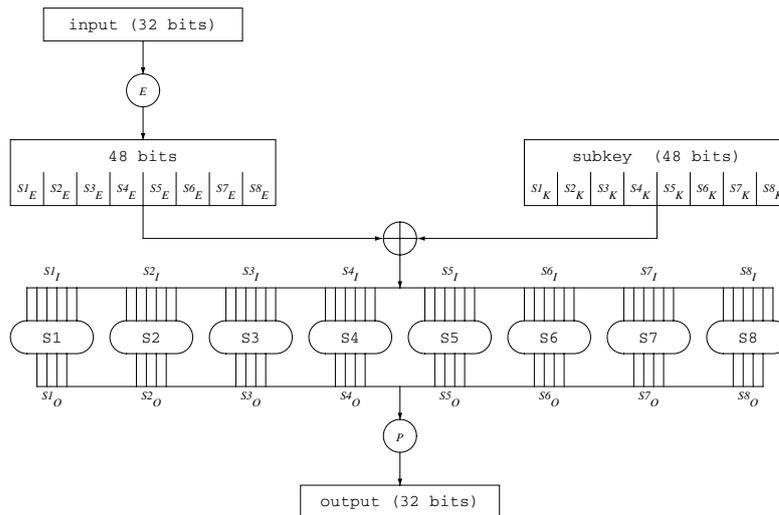 input (32 bits)
E
48 bits
subkey (48 bits)
S1E S2E S3E S4E S5E S6E S7E S8E
S1K S2K S3K S4K S5K S6K S7K S8K
S1I S2I S3I S4I S5I S6I S7I S8I
S1 S2 S3 S4 S5 S6 S7 S8
S1O S2O S3O S4O S5O S6O S7O S8O
P
output (32 bits)